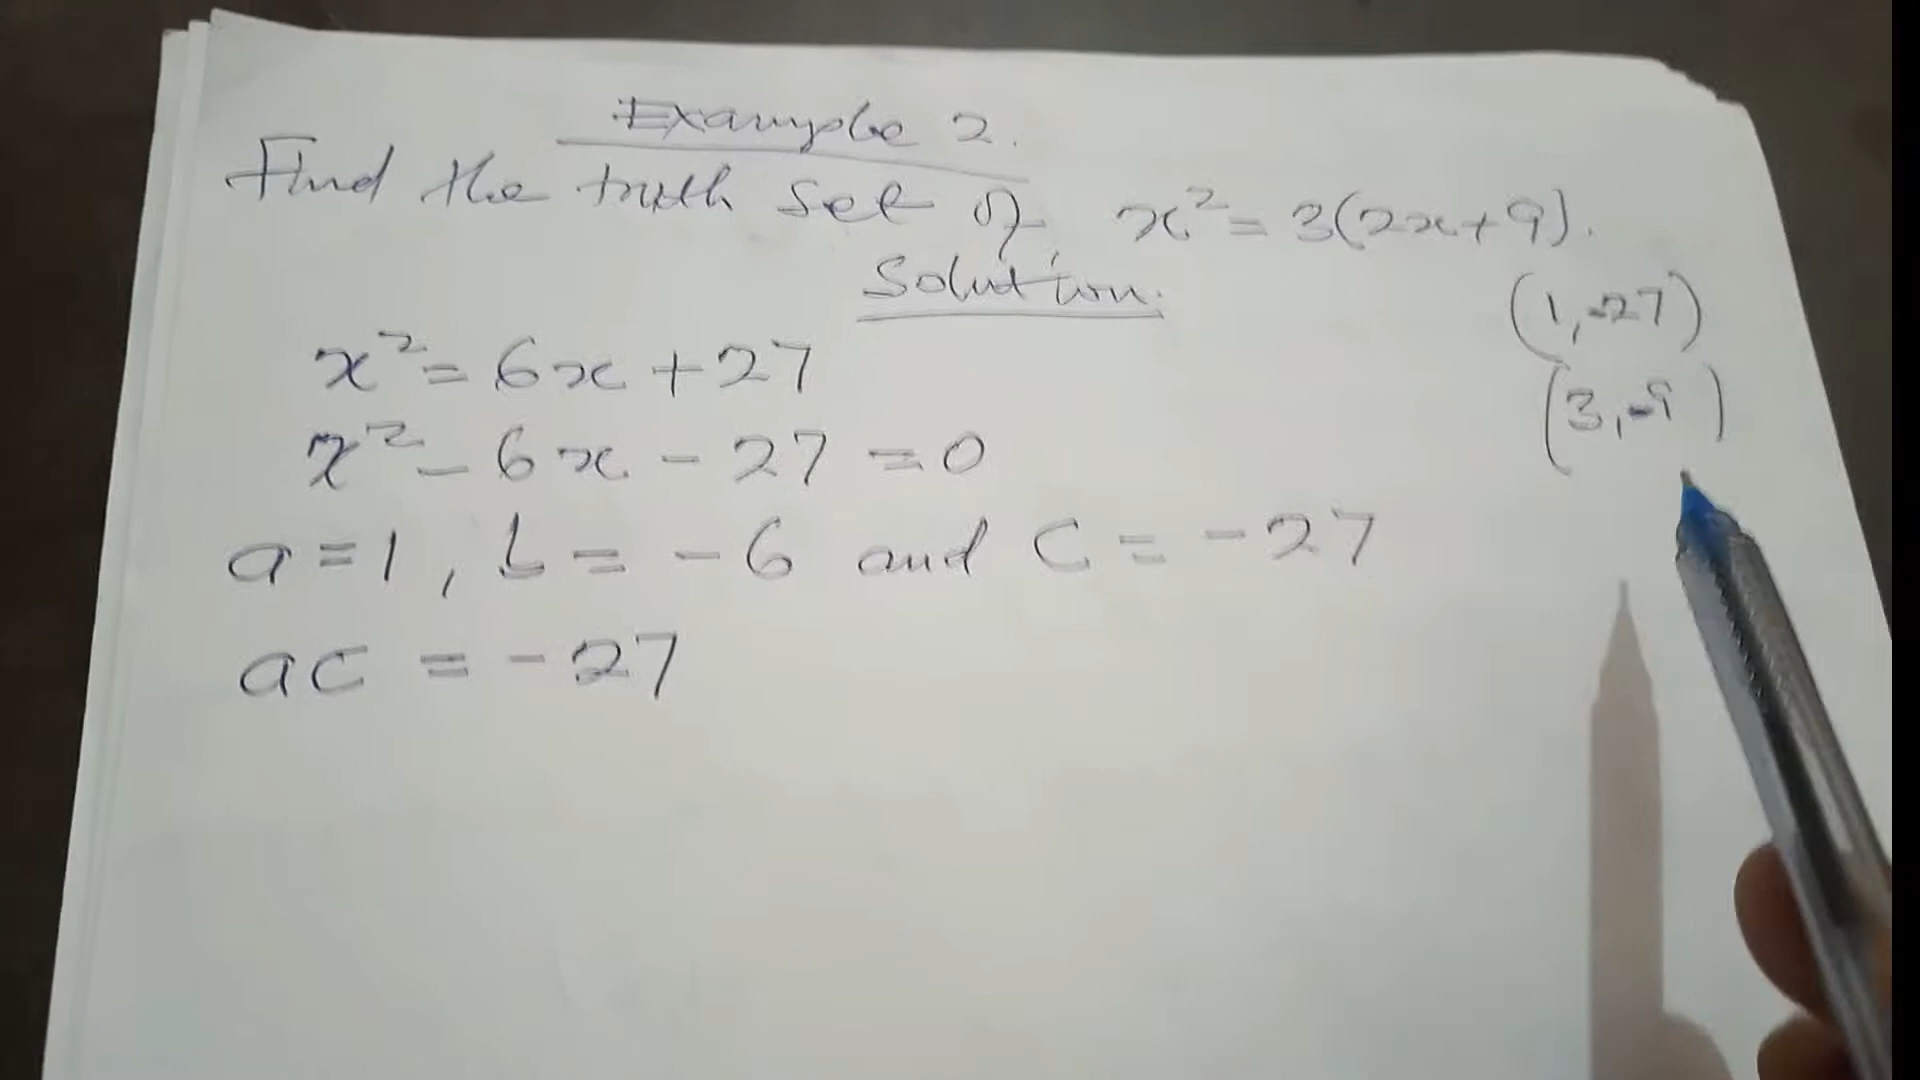 Example 2.
Find the truth set of x² = 3(2x+9).
Solution.
(1,-27)
x² = 6x + 27
(3,-9)
x² - 6x - 27 = 0
a = 1, b = -6 and c = -27
ac = -27